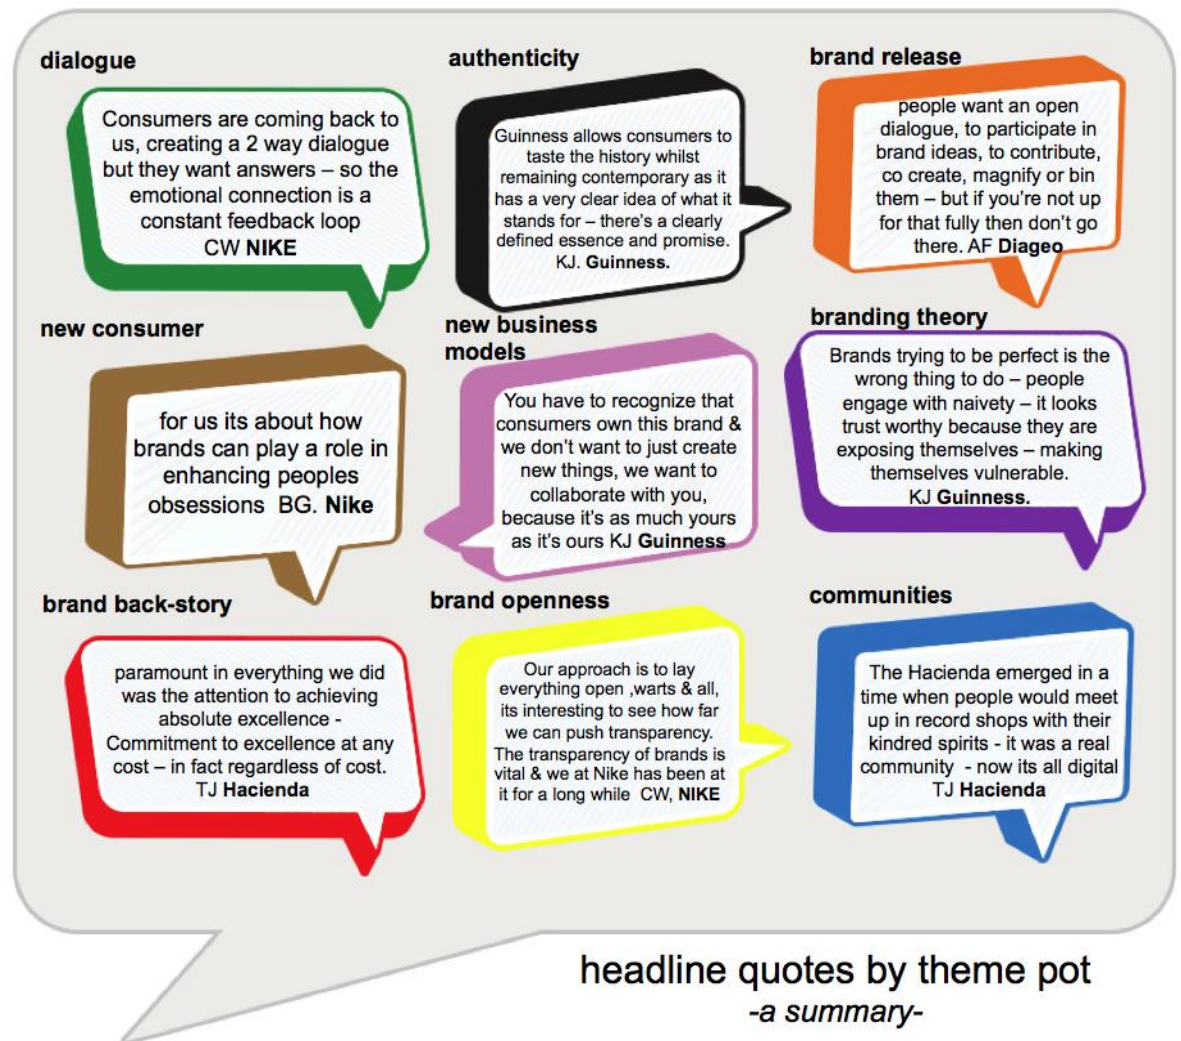 dialogue
Consumers are coming back to
us, creating a 2 way dialogue
but they want answers – so the
emotional connection is a
constant feedback loop
CW NIKE
authenticity
Guinness allows consumers to
taste the history whilst
remaining contemporary as it
has a very clear idea of what it
stands for – there's a clearly
defined essence and promise.
KJ. Guinness.
brand release
people want an open
dialogue, to participate in
brand ideas, to contribute,
co create, magnify or bin
them – but if you're not up
for that fully then don't go
there. AF Diageo
new consumer
for us its about how
brands can play a role in
enhancing peoples
obsessions BG. Nike
new business
models
You have to recognize that
consumers own this brand &
we don't want to just create
new things, we want to
collaborate with you,
because it's as much yours
as it's ours KJ Guinness
branding theory
Brands trying to be perfect is the
wrong thing to do – people
engage with naivety – it looks
trust worthy because they are
exposing themselves – making
themselves vulnerable.
KJ Guinness.
brand back-story
paramount in everything we did
was the attention to achieving
absolute excellence -
Commitment to excellence at any
cost – in fact regardless of cost.
TJ Hacienda
brand openness
Our approach is to lay
everything open ,warts & all,
its interesting to see how far
we can push transparency.
The transparency of brands is
vital & we at Nike has been at
it for a long while CW, NIKE
communities
The Hacienda emerged in a
time when people would meet
up in record shops with their
kindred spirits - it was a real
community - now its all digital
TJ Hacienda
headline quotes by theme pot
-a summary-